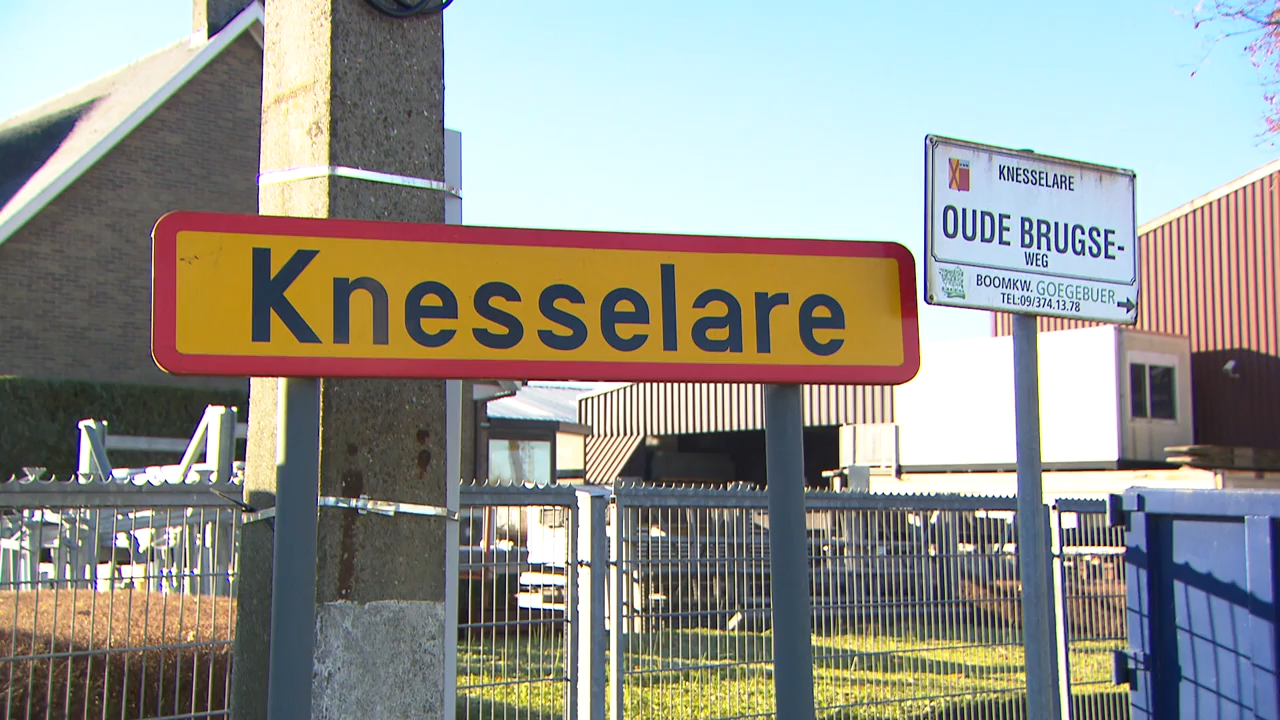 Knesselare
KNESSELARE
OUDE BRUGSE-
WEG
BOOMKW. GOEGEBUER
TEL:09/374.13.78